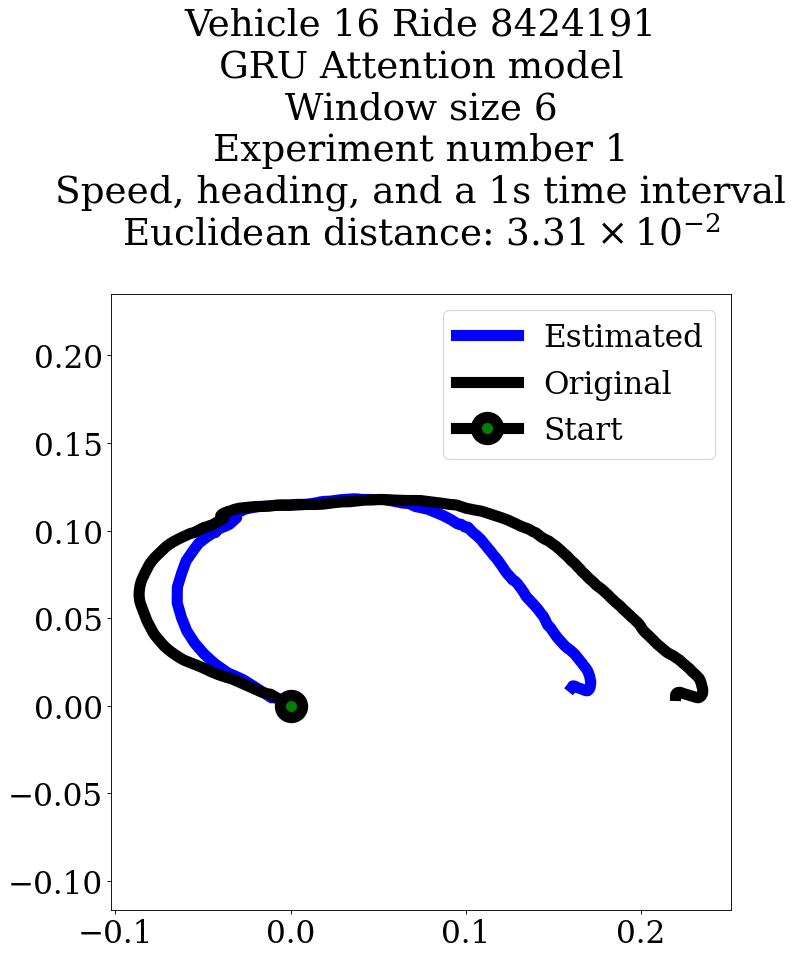 Vehicle 16 Ride 8424191
GRU Attention model
Window size 6
Experiment number 1
Speed, heading, and a 1s time interval
Euclidean distance: 3.31 × 10⁻²
Estimated
Original
Start
0.20
0.15
0.10
0.05
0.00
−0.05
−0.10
−0.1 0.0 0.1 0.2